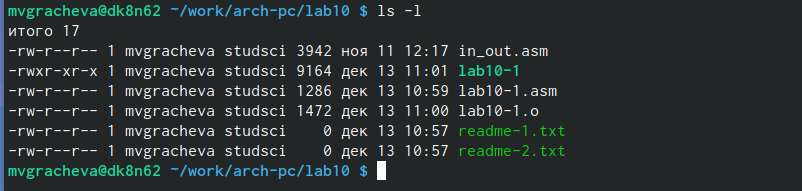 mvgracheva@dk8n62 ~/work/arch-pc/lab10 $ ls -l
итого 17
-rw-r--r-- 1 mvgracheva studsci 3942 ноя 11 12:17 in_out.asm
-rwxr-xr-x 1 mvgracheva studsci 9164 дек 13 11:01 lab10-1
-rw-r--r-- 1 mvgracheva studsci 1286 дек 13 10:59 lab10-1.asm
-rw-r--r-- 1 mvgracheva studsci 1472 дек 13 11:00 lab10-1.o
-rw-r--r-- 1 mvgracheva studsci    0 дек 13 10:57 readme-1.txt
-rw-r--r-- 1 mvgracheva studsci    0 дек 13 10:57 readme-2.txt
mvgracheva@dk8n62 ~/work/arch-pc/lab10 $